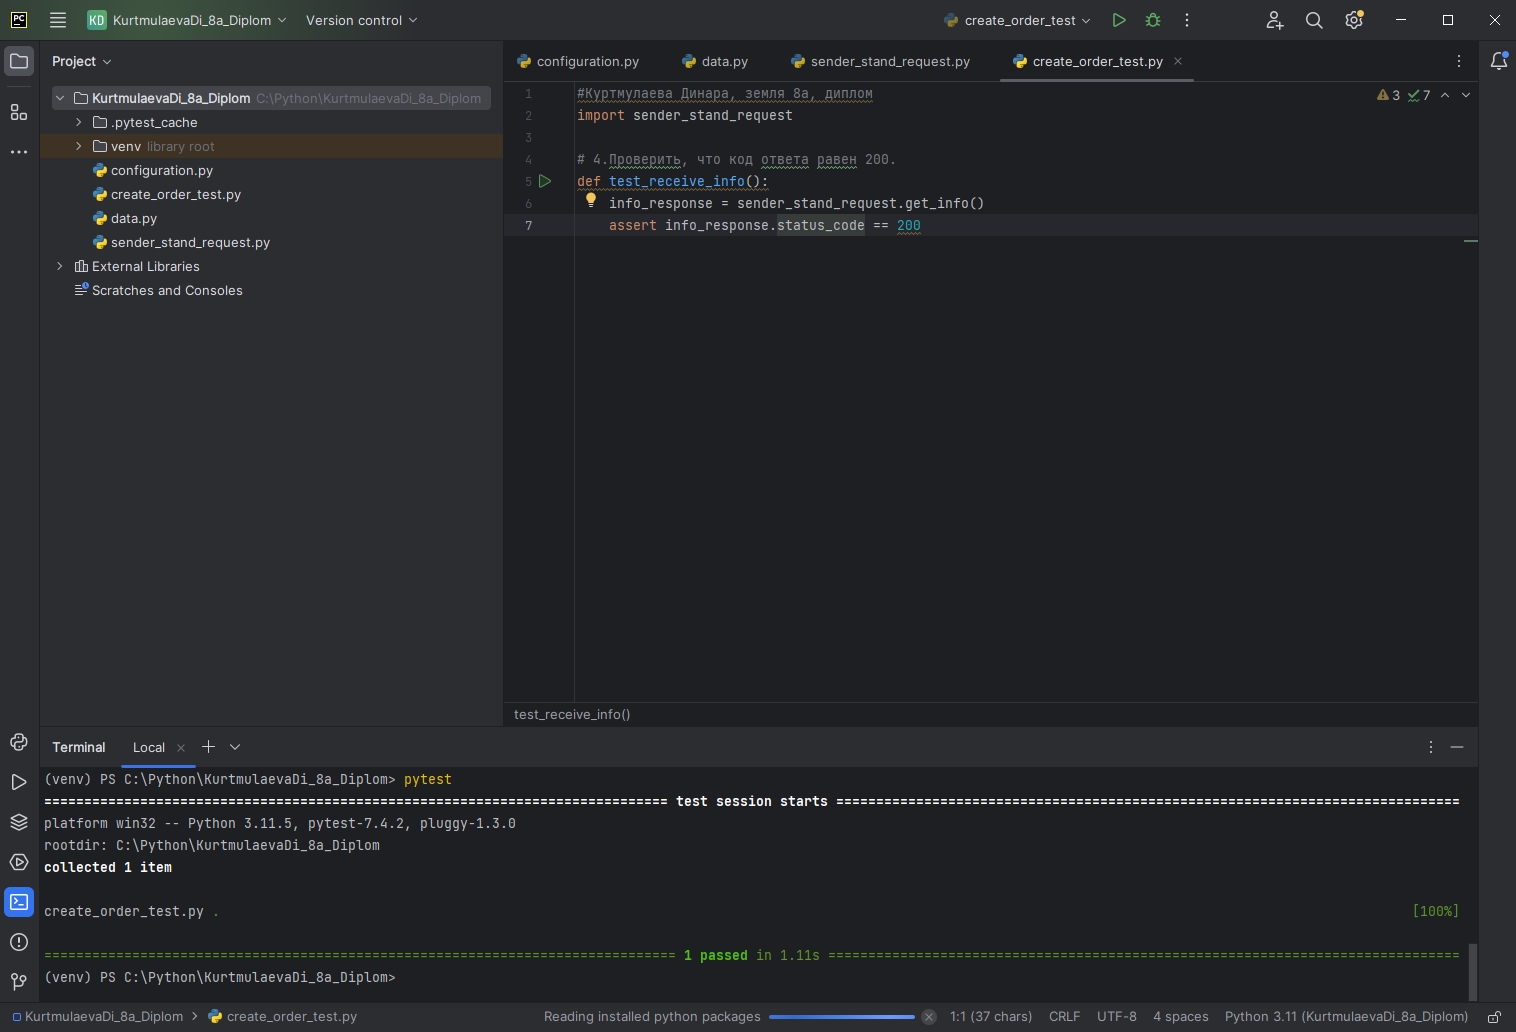 PC
KD KurtmulaevaDi_8a_Diplom Version control create_order_test
Project
KurtmulaevaDi_8a_Diplom C:\Python\KurtmulaevaDi_8a_Diplom
.pytest_cache
venv library root
configuration.py
create_order_test.py
data.py
sender_stand_request.py
External Libraries
Scratches and Consoles
configuration.py data.py sender_stand_request.py create_order_test.py
3 7
1 #Куртмулаева Динара, земля 8а, диплом
2 import sender_stand_request
3
4 # 4.Проверить, что код ответа равен 200.
5 def test_receive_info():
6 info_response = sender_stand_request.get_info()
7 assert info_response.status_code == 200
test_receive_info()
Terminal Local
(venv) PS C:\Python\KurtmulaevaDi_8a_Diplom> pytest
============================================================================== test session starts ==============================================================================
platform win32 -- Python 3.11.5, pytest-7.4.2, pluggy-1.3.0
rootdir: C:\Python\KurtmulaevaDi_8a_Diplom
collected 1 item
create_order_test.py . [100%]
=============================================================================== 1 passed in 1.11s ===============================================================================
(venv) PS C:\Python\KurtmulaevaDi_8a_Diplom>
KurtmulaevaDi_8a_Diplom create_order_test.py Reading installed python packages 1:1 (37 chars) CRLF UTF-8 4 spaces Python 3.11 (KurtmulaevaDi_8a_Diplom)